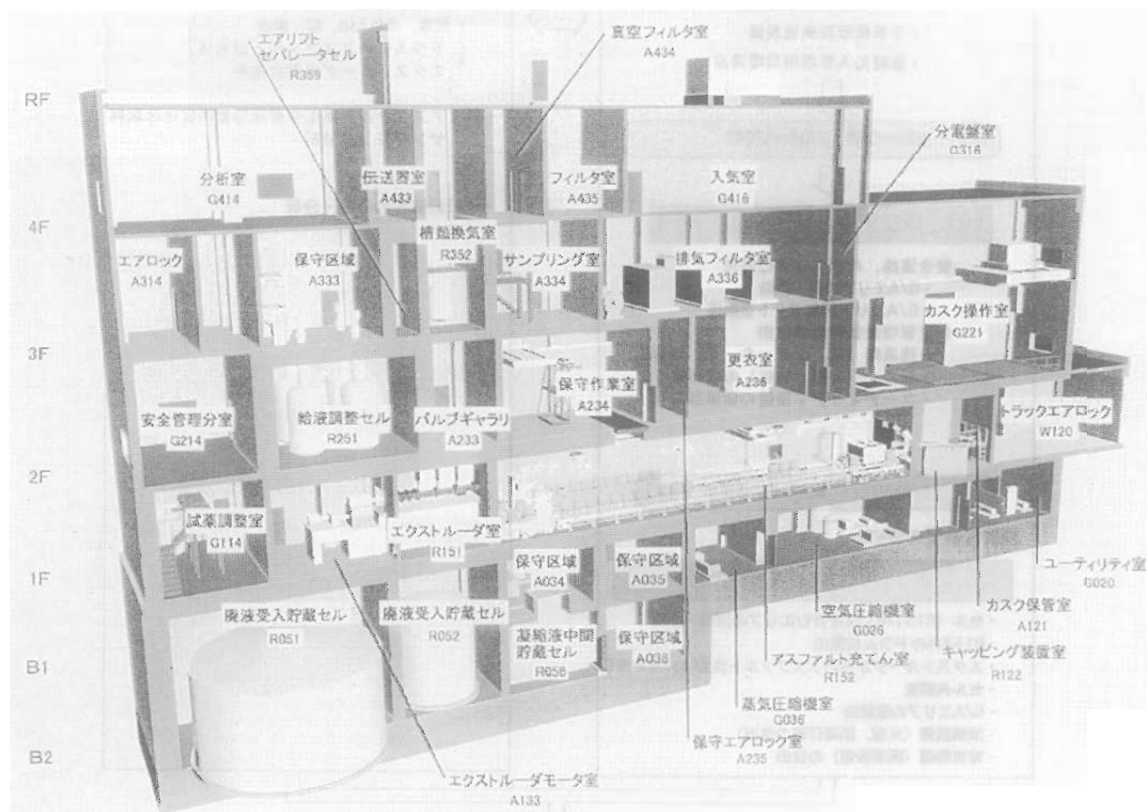 エアリフト
セパレータセル
R359
真空フィルタ室
A434
RF
分電盤室
G316
分析室
G414
伝送器室
A433
フィルタ室
A435
入気室
G416
4F
槽類換気室
R352
エアロック
A314
保守区域
A333
サンプリング室
A334
排気フィルタ室
A336
カスク操作室
G221
3F
更衣室
A236
保守作業室
A234
安全管理分室
G214
給液調整セル
R251
バルブギャラリ
A233
トラックエアロック
W120
2F
試薬調整室
G114
エクストルーダ室
R151
保守区域
A034
保守区域
A035
ユーティリティ室
G020
1F
廃液受入貯蔵セル
R051
廃液受入貯蔵セル
R052
空気圧縮機室
G026
カスク保管室
A121
凝縮液中間
貯蔵セル
R056
保守区域
A038
キャッピング装置室
R122
アスファルト充てん室
R152
B1
蒸気圧縮機室
G036
保守エアロック室
A235
B2
エクストルーダモータ室
A133